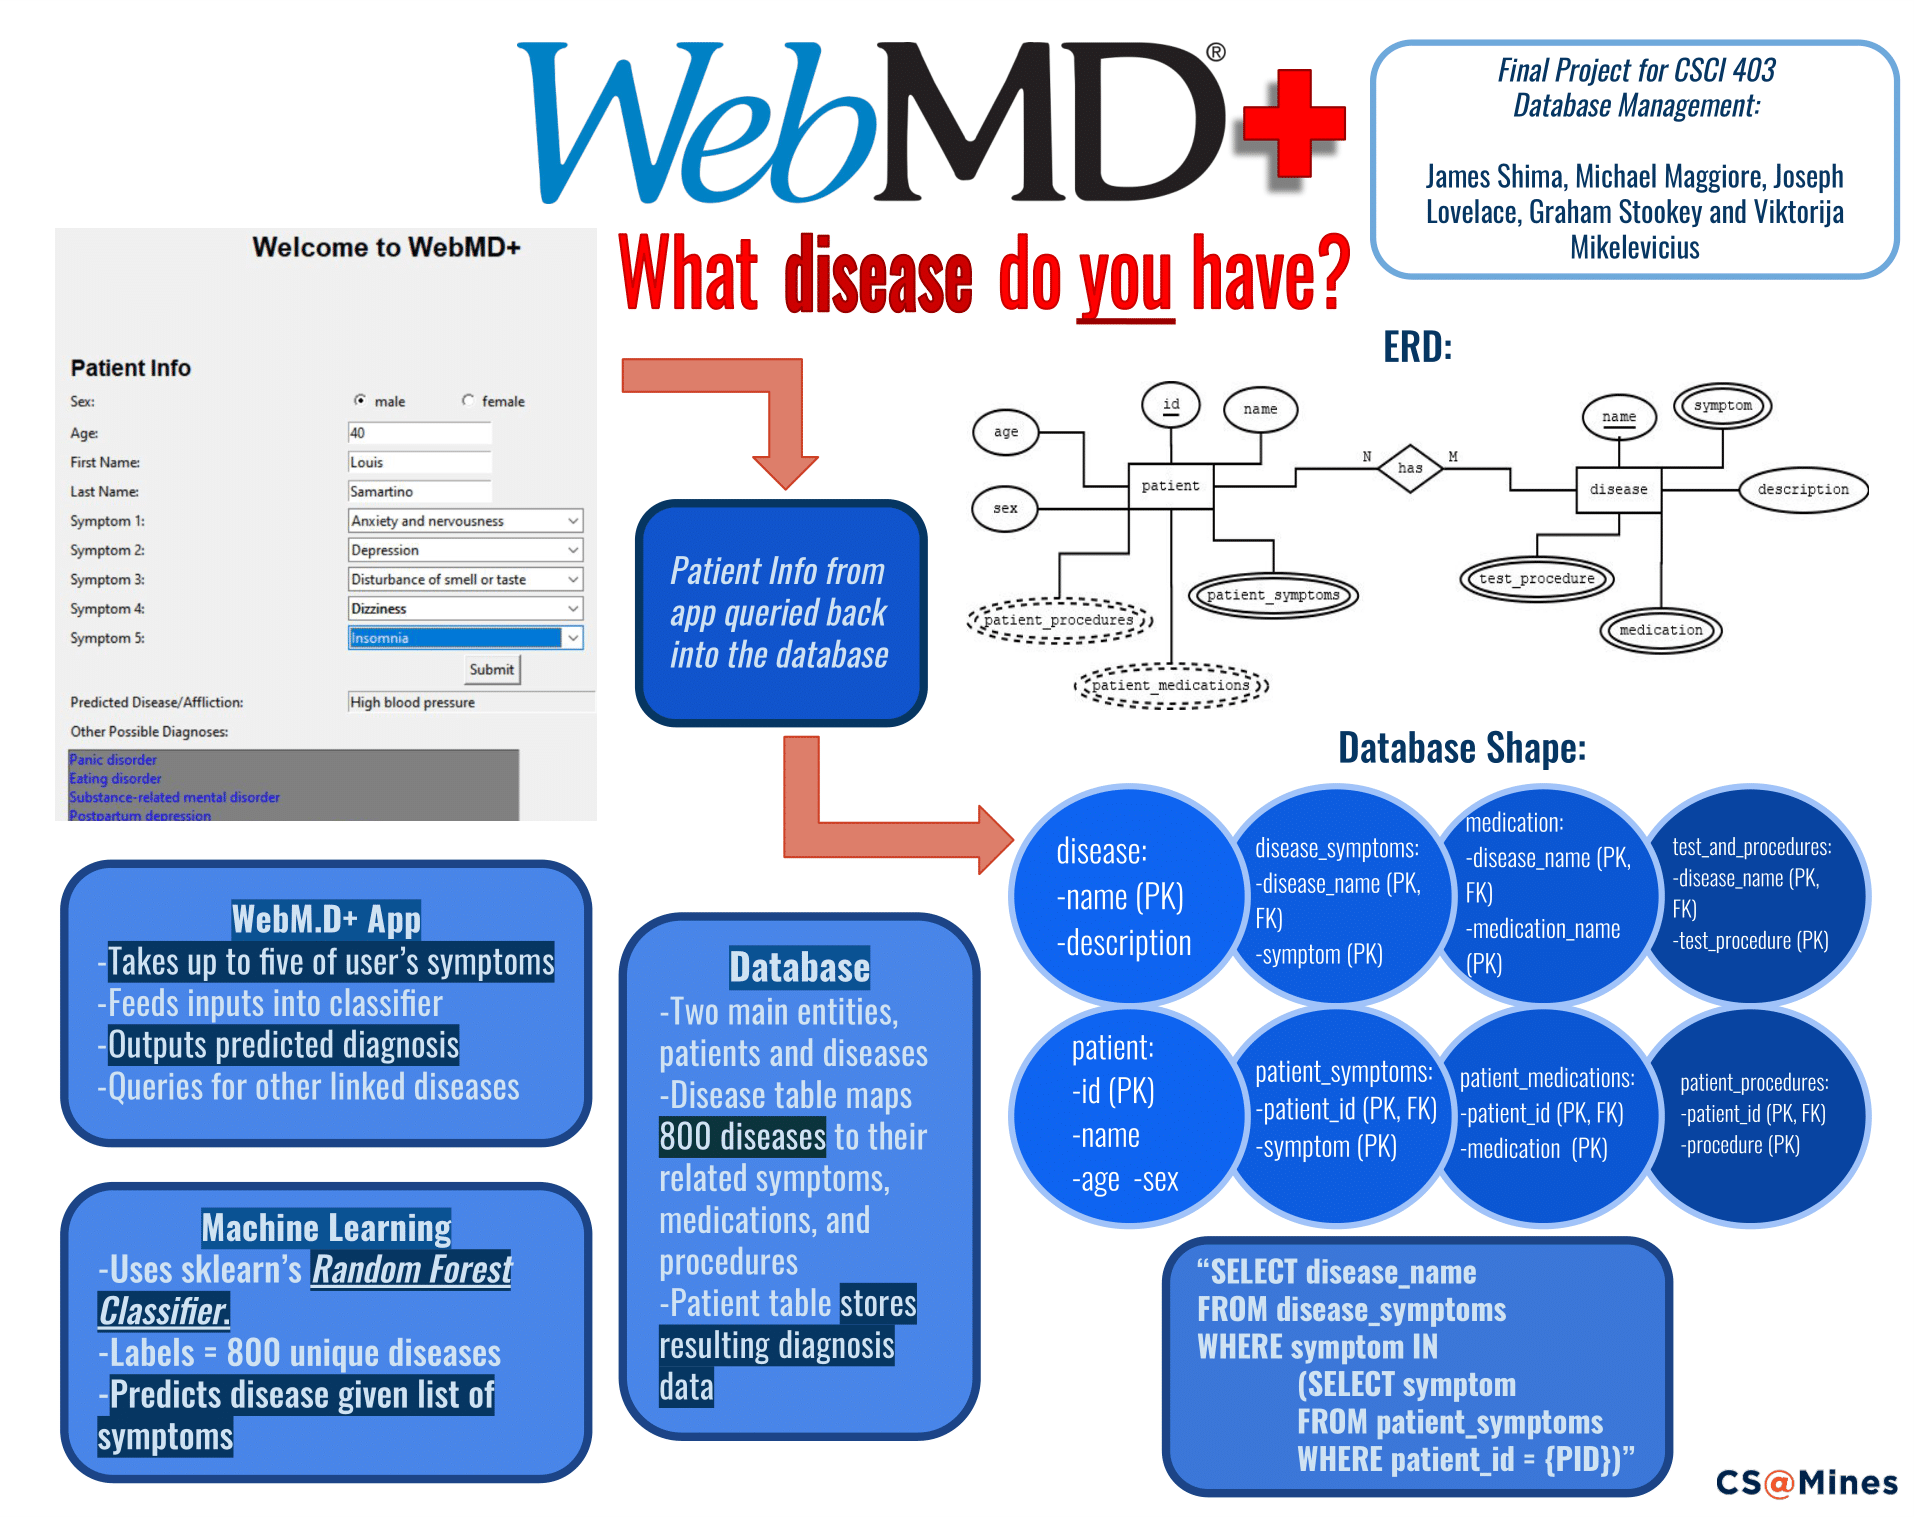 WebMD®
Final Project for CSCI 403
Database Management:
James Shima, Michael Maggiore, Joseph
Lovelace, Graham Stookey and Viktorija
Mikelevicius
What disease do you have?
Welcome to WebMD+
Patient Info
Sex: male female
Age: 40
First Name: Louis
Last Name: Samartino
Symptom 1: Anxiety and nervousness
Symptom 2: Depression
Symptom 3: Disturbance of smell or taste
Symptom 4: Dizziness
Symptom 5: Insomnia
Submit
Predicted Disease/Affliction: High blood pressure
Other Possible Diagnoses:
Panic disorder
Eating disorder
Substance-related mental disorder
Postpartum depression
Patient Info from
app queried back
into the database
ERD:
id
name
age
patient
sex
patient_procedures
patient_symptoms
patient_medications
N
has
M
name
symptom
disease
description
test_procedure
medication
Database Shape:
disease:
-name (PK)
-description
disease_symptoms:
-disease_name (PK,
FK)
-symptom (PK)
medication:
-disease_name (PK,
FK)
-medication_name
(PK)
test_and_procedures:
-disease_name (PK,
FK)
-test_procedure (PK)
patient:
-id (PK)
-name
-age -sex
patient_symptoms:
-patient_id (PK, FK)
-symptom (PK)
patient_medications:
-patient_id (PK, FK)
-medication (PK)
patient_procedures:
-patient_id (PK, FK)
-procedure (PK)
WebM.D+ App
-Takes up to five of user's symptoms
-Feeds inputs into classifier
-Outputs predicted diagnosis
-Queries for other linked diseases
Machine Learning
-Uses sklearn's Random Forest
Classifier.
-Labels = 800 unique diseases
-Predicts disease given list of
symptoms
Database
-Two main entities,
patients and diseases
-Disease table maps
800 diseases to their
related symptoms,
medications, and
procedures
-Patient table stores
resulting diagnosis
data
“SELECT disease_name
FROM disease_symptoms
WHERE symptom IN
(SELECT symptom
FROM patient_symptoms
WHERE patient_id = {PID})”
CS@Mines